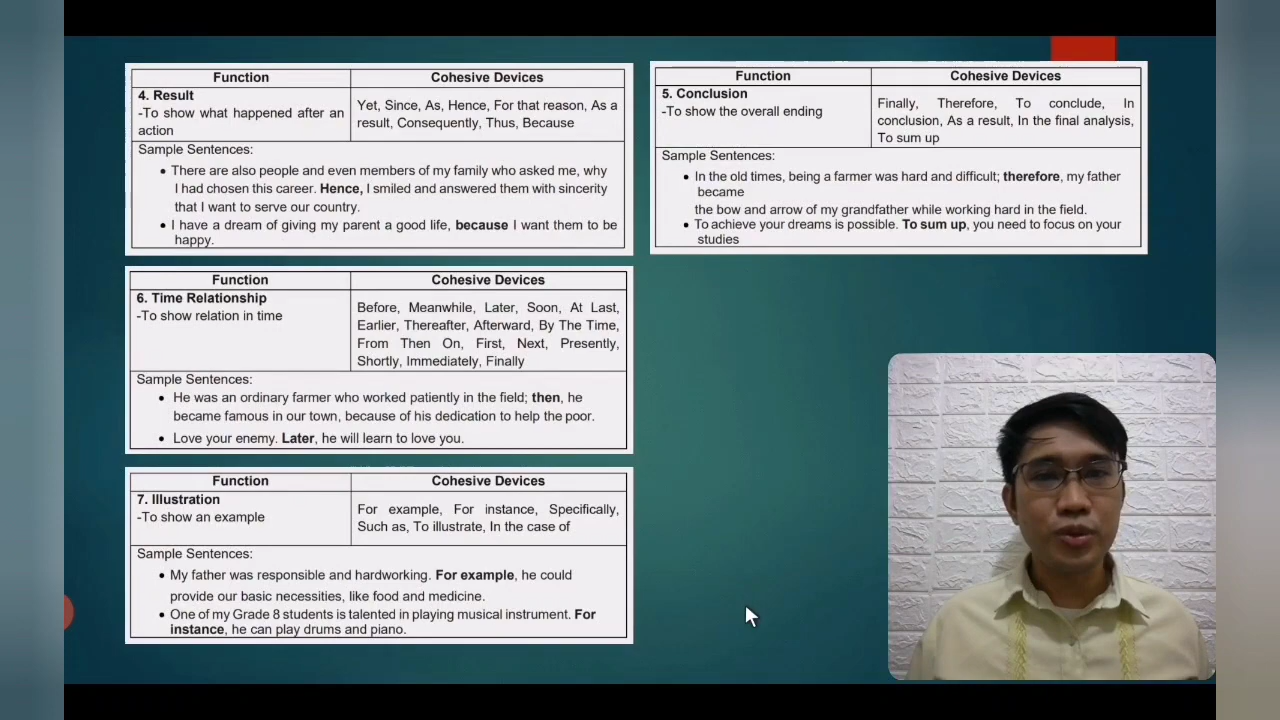 Function Cohesive Devices
4. Result
-To show what happened after an
action
Yet, Since, As, Hence, For that reason, As a
result, Consequently, Thus, Because
Sample Sentences:
• There are also people and even members of my family who asked me, why
I had chosen this career. Hence, I smiled and answered them with sincerity
that I want to serve our country.
• I have a dream of giving my parent a good life, because I want them to be
happy.
Function Cohesive Devices
5. Conclusion
-To show the overall ending
Finally, Therefore, To conclude, In
conclusion, As a result, In the final analysis,
To sum up
Sample Sentences:
• In the old times, being a farmer was hard and difficult; therefore, my father
became
the bow and arrow of my grandfather while working hard in the field.
• To achieve your dreams is possible. To sum up, you need to focus on your
studies
Function Cohesive Devices
6. Time Relationship
-To show relation in time
Before, Meanwhile, Later, Soon, At Last,
Earlier, Thereafter, Afterward, By The Time,
From Then On, First, Next, Presently,
Shortly, Immediately, Finally
Sample Sentences:
• He was an ordinary farmer who worked patiently in the field; then, he
became famous in our town, because of his dedication to help the poor.
• Love your enemy. Later, he will learn to love you.
Function Cohesive Devices
7. Illustration
-To show an example
For example, For instance, Specifically,
Such as, To illustrate, In the case of
Sample Sentences:
• My father was responsible and hardworking. For example, he could
provide our basic necessities, like food and medicine.
• One of my Grade 8 students is talented in playing musical instrument. For
instance, he can play drums and piano.